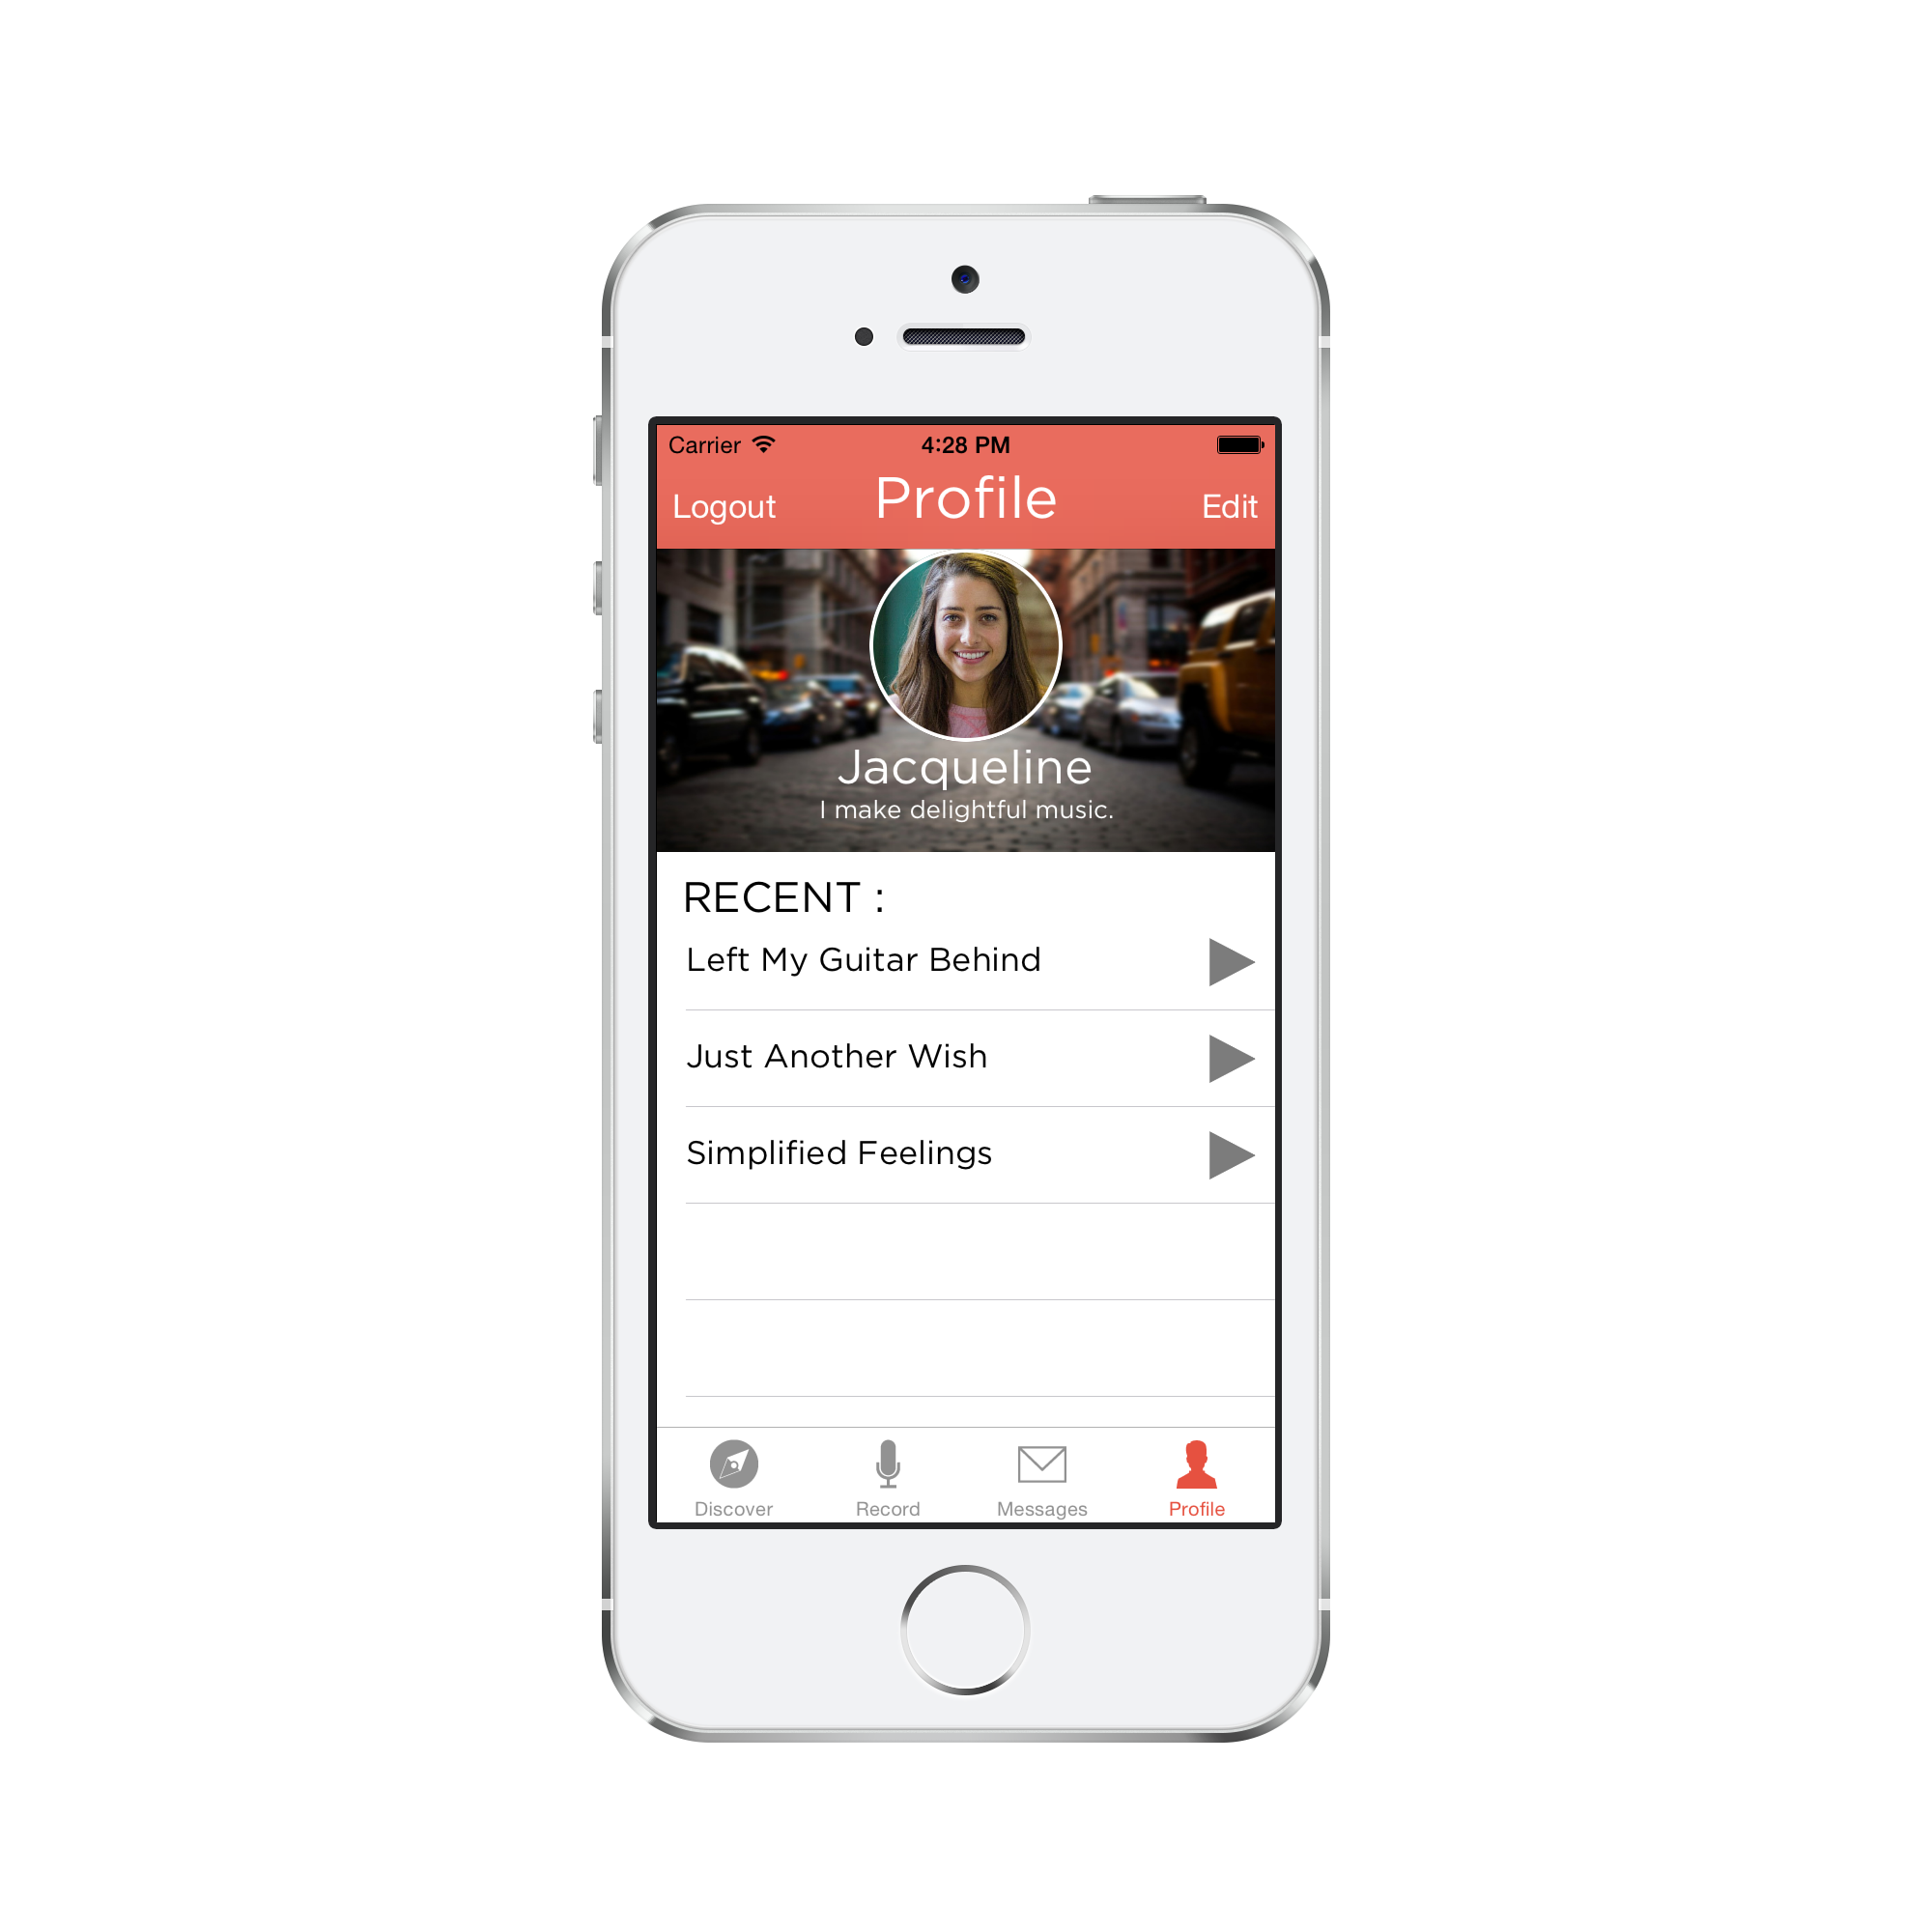 Carrier 4:28 PM
Logout Profile Edit
Jacqueline
I make delightful music.
RECENT :
Left My Guitar Behind
Just Another Wish
Simplified Feelings
Discover Record Messages Profile